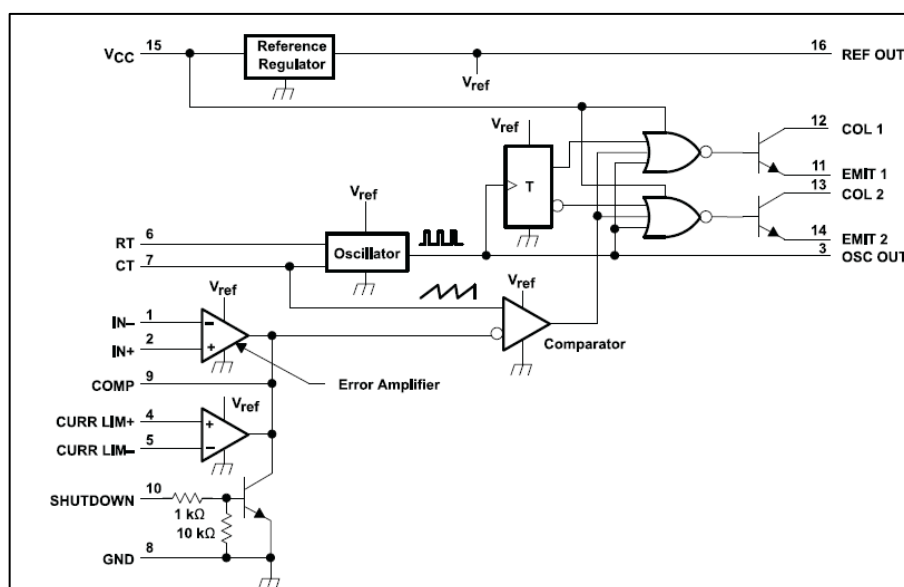 VCC 15
Reference
Regulator
16 REF OUT
Vref
12 COL 1
Vref
11 EMIT 1
13 COL 2
T
Vref
14 EMIT 2
RT 6
Oscillator
3 OSC OUT
CT 7
Vref
Vref
IN– 1
–
Comparator
IN+ 2
+
COMP 9
Error Amplifier
Vref
CURR LIM+ 4
+
CURR LIM– 5
–
SHUTDOWN 10
1 kΩ
10 kΩ
GND 8